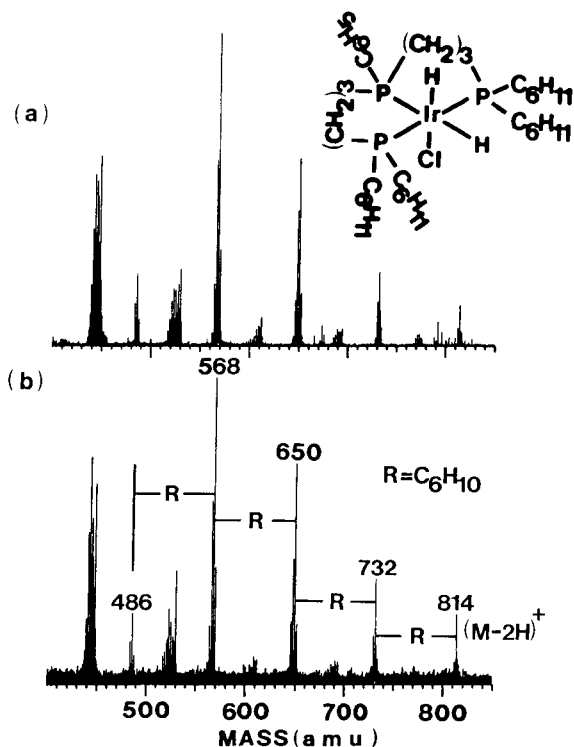 C₆H₅
(CH₂)₃
H
(a)
(CH₂)₃
P
Ir
P
C₆H₁₁
C₆H₁₁
P
Cl
H
C₆H₁₁
C₆H₁₁
568
(b)
650
R=C₆H₁₀
R
R
732
486
R
814
(M-2H)⁺
R
500 600 700 800
MASS(amu)